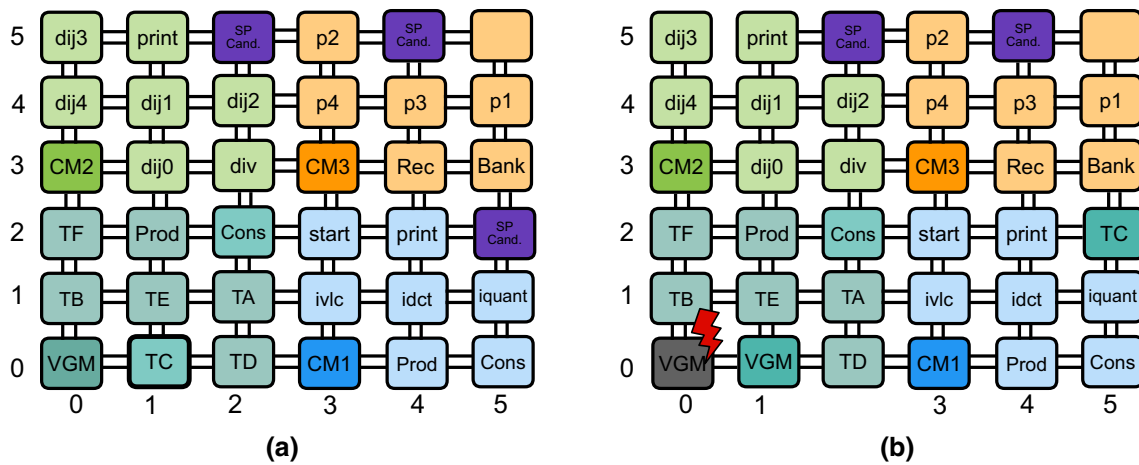 5 dij3 print SP Cand. p2 SP Cand.
4 dij4 dij1 dij2 p4 p3 p1
3 CM2 dij0 div CM3 Rec Bank
2 TF Prod Cons start print SP Cand.
1 TB TE TA ivlc idct iquant
0 VGM TC TD CM1 Prod Cons
0 1 2 3 4 5
(a)
5 dij3 print SP Cand. p2 SP Cand.
4 dij4 dij1 dij2 p4 p3 p1
3 CM2 dij0 div CM3 Rec Bank
2 TF Prod Cons start print TC
1 TB TE TA ivlc idct iquant
0 VGM VGM TD CM1 Prod Cons
0 1 3 4 5
(b)